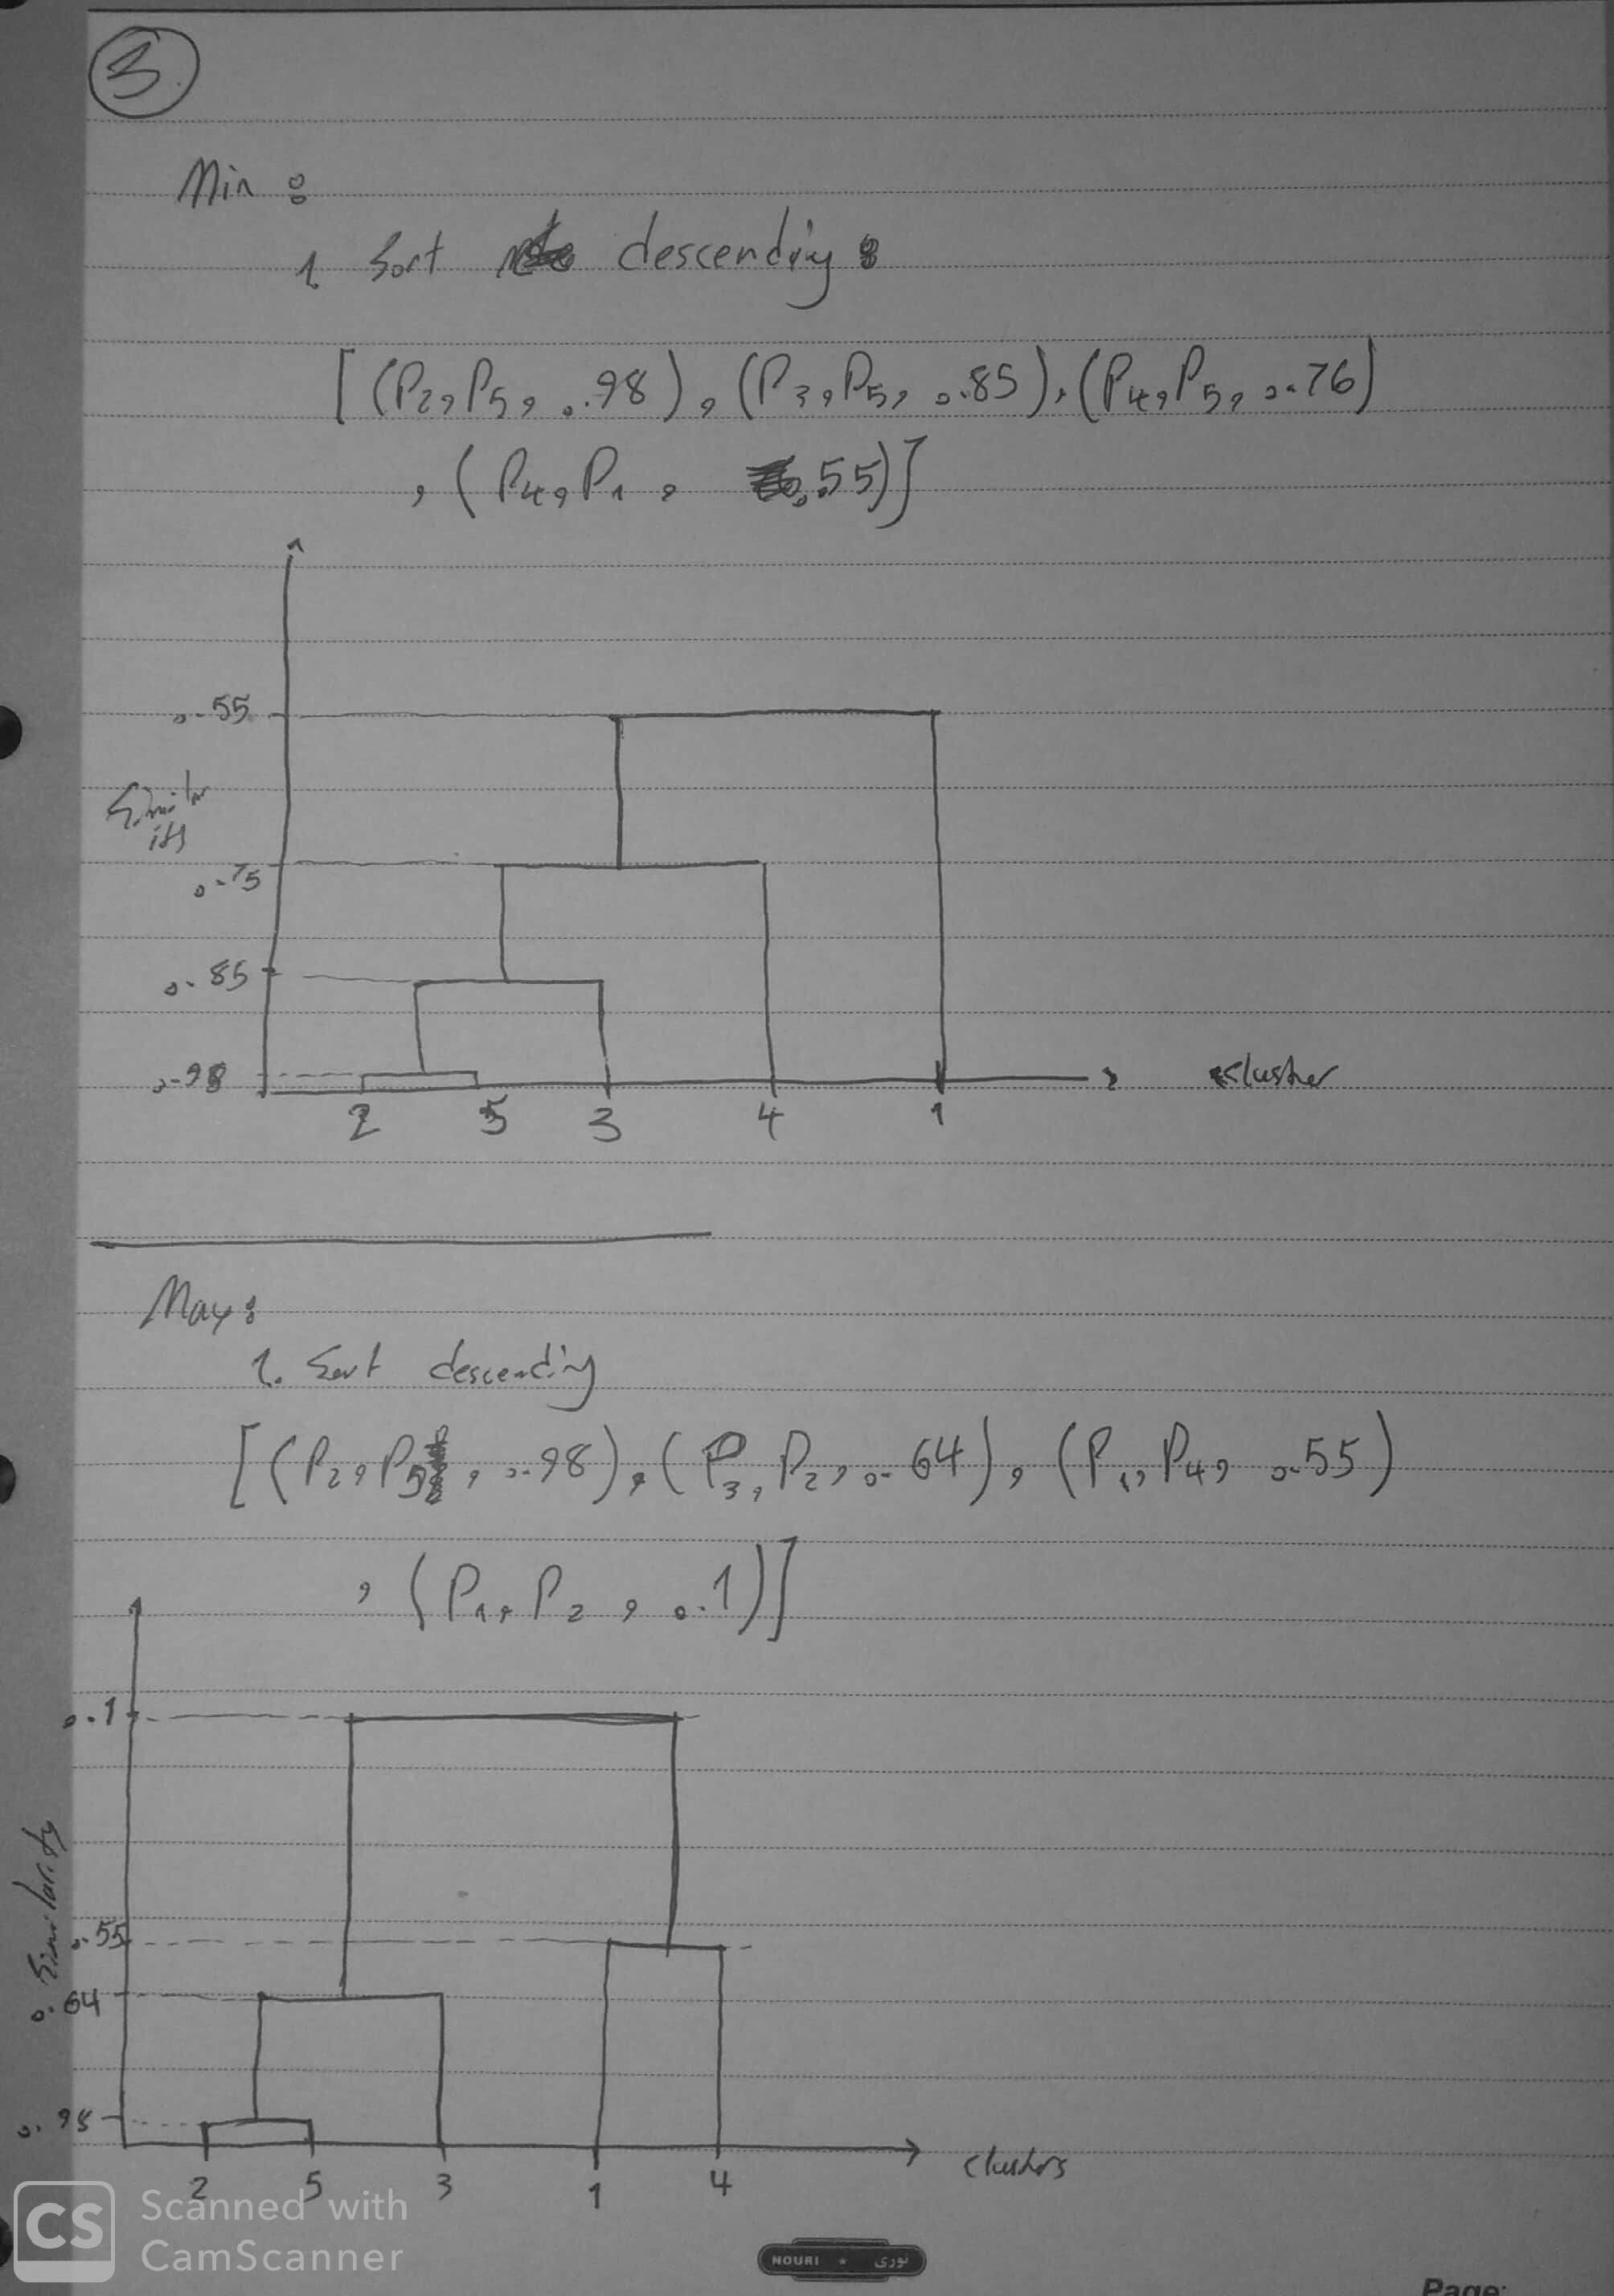 3
Min :
1. Sort descending :
[(P2, P5, 0.98), (P3, P5, 0.85), (P4, P5, 0.76)
, (P4, P1, 0.55)]
0.55
Similar
ity
0.75
0.85
0.98
2 5 3 4 1
cluster
Max :
1. Sort descending
[(P2, P5, 0.98), (P3, P2, 0.64), (P1, P4, 0.55)
, (P1, P2, 0.1)]
0.1
Similarity
0.55
0.64
0.98
2 5 3 1 4
clusters
CS Scanned with
CamScanner
NOURI ★ نوری
Page: